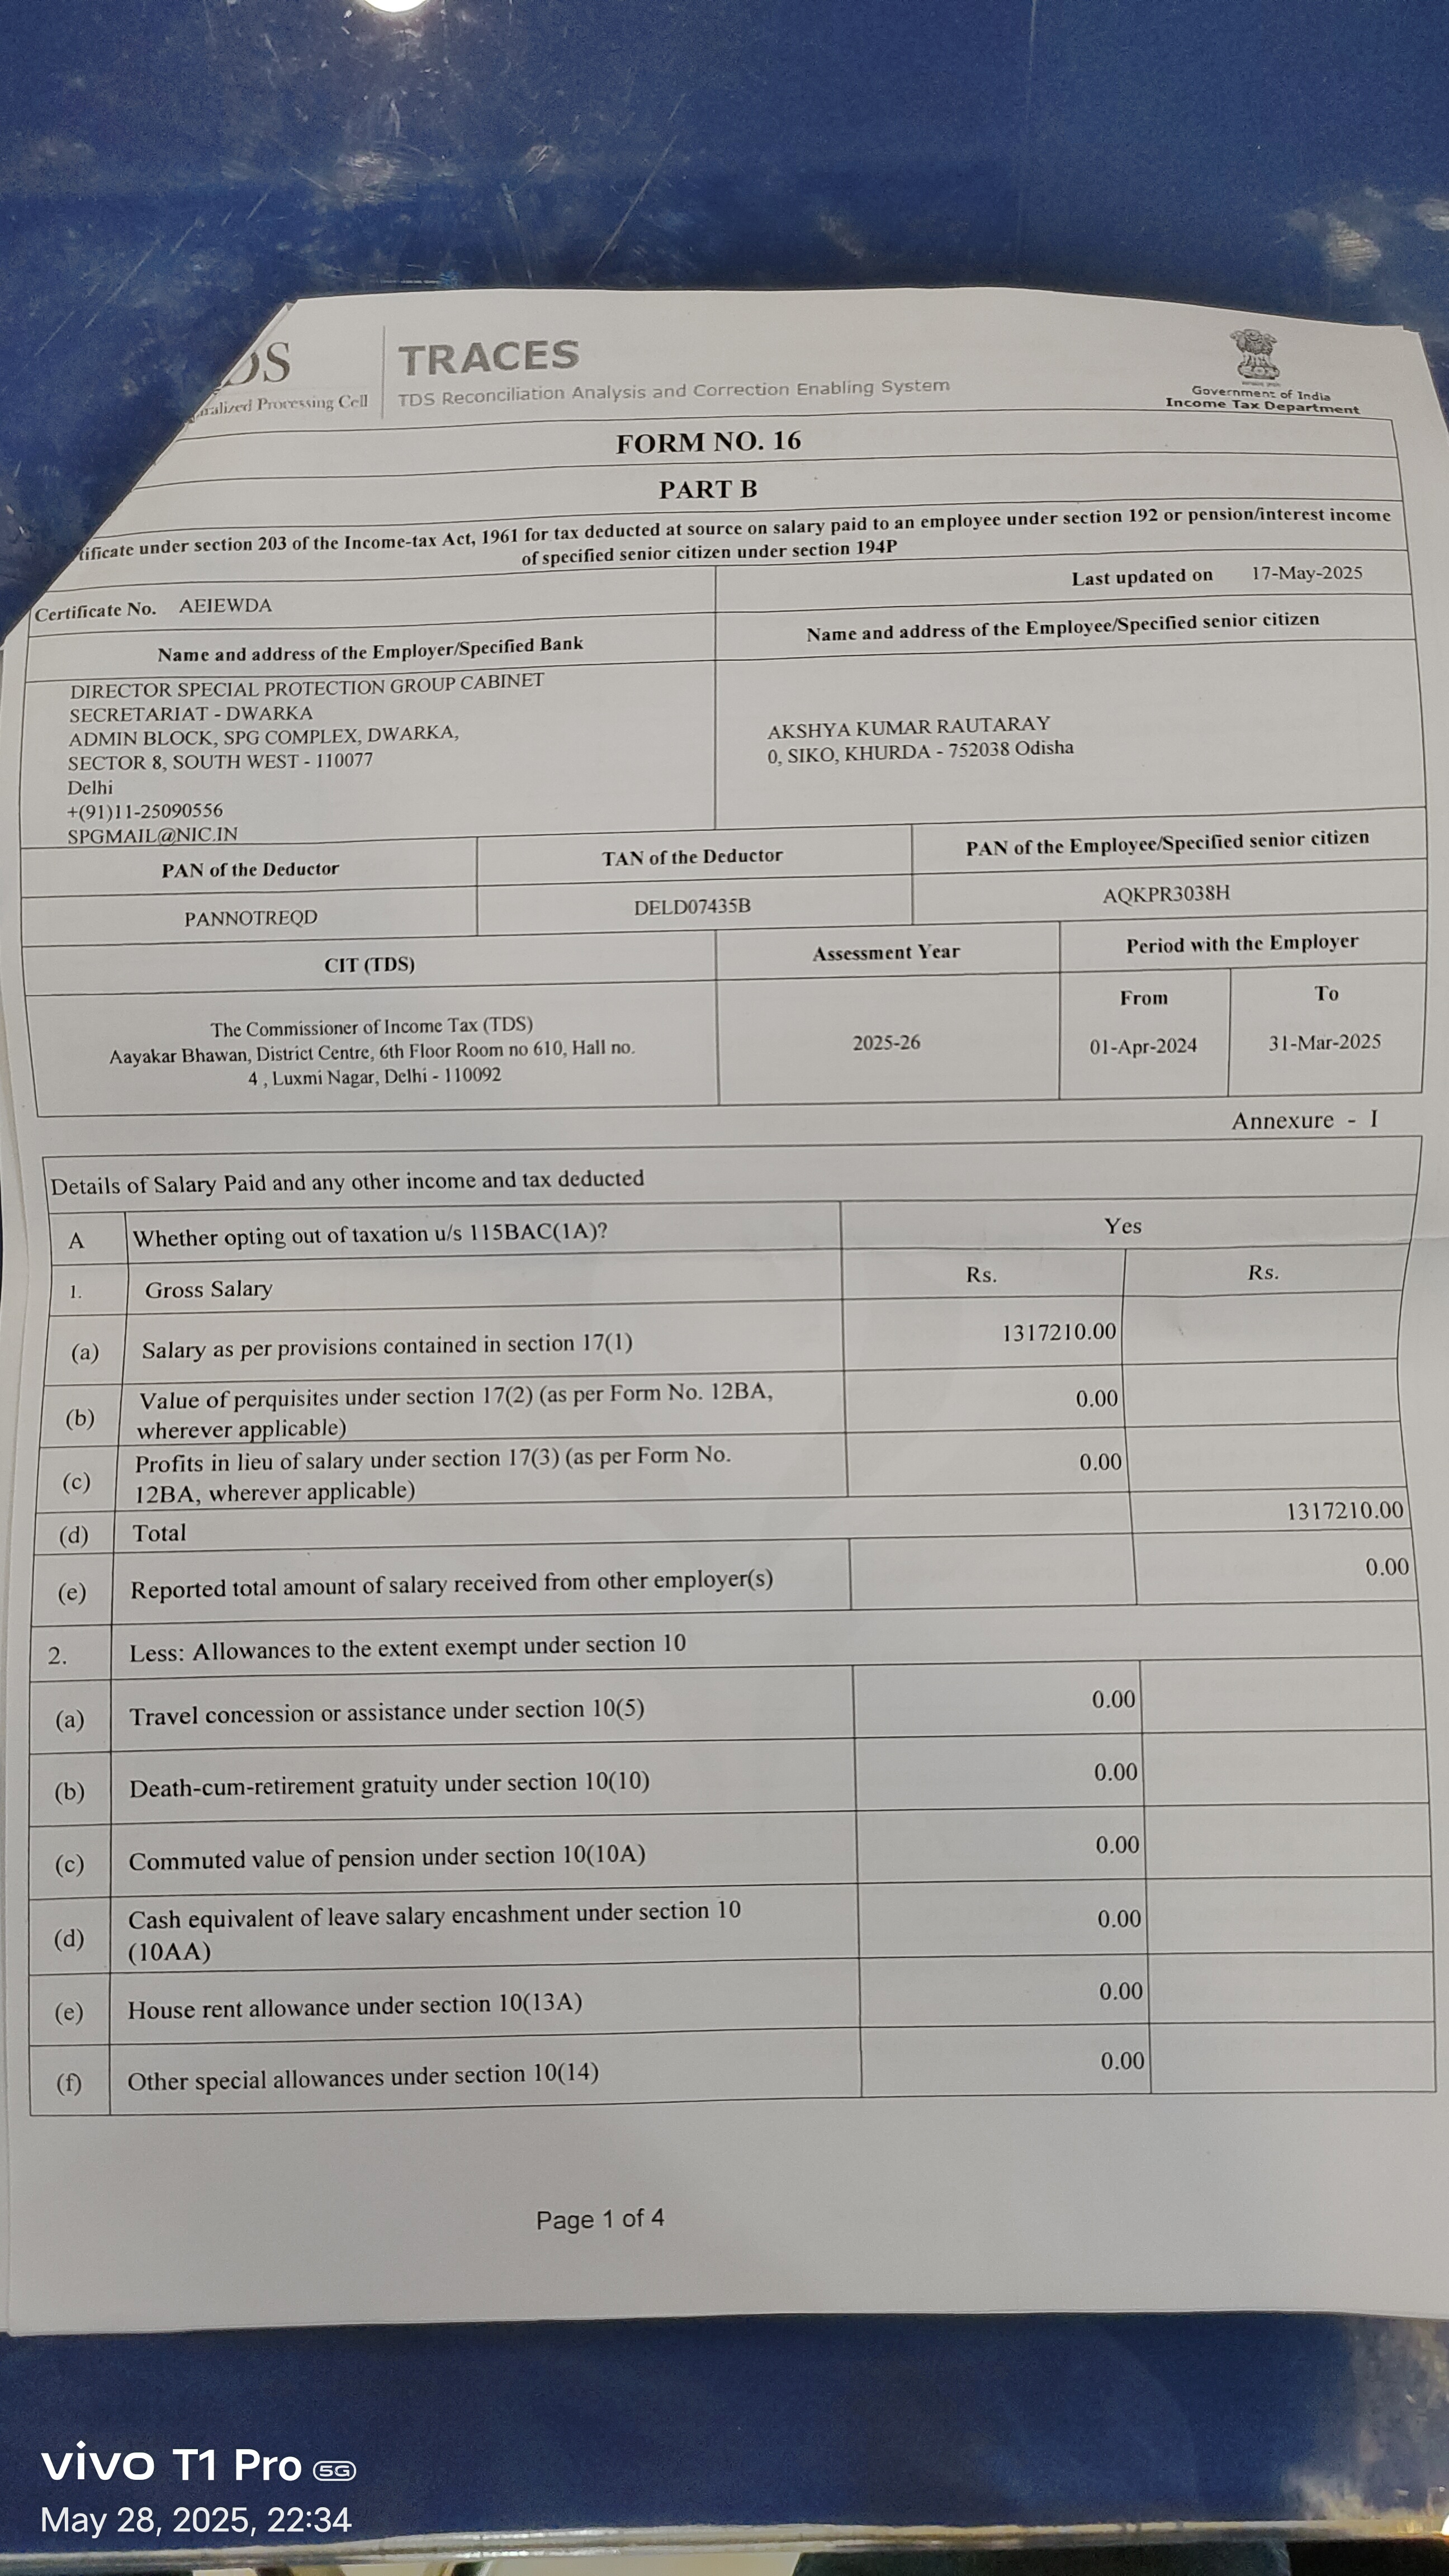 TRACES
TDS Reconciliation Analysis and Correction Enabling System
Processing Cell
Government of India
Income Tax Department
FORM NO. 16
PART B
under section 203 of the Income-tax Act, 1961 for tax deducted at source on salary paid to an employee under section 192 or pension/interest income
of specified senior citizen under section 194P
Certificate No. AEIEWDA
Last updated on 17-May-2025
Name and address of the Employer/Specified Bank
Name and address of the Employee/Specified senior citizen
DIRECTOR SPECIAL PROTECTION GROUP CABINET
SECRETARIAT - DWARKA
ADMIN BLOCK, SPG COMPLEX, DWARKA,
SECTOR 8, SOUTH WEST - 110077
Delhi
+(91)11-25090556
SPGMAIL@NIC.IN
AKSHYA KUMAR RAUTARAY
0, SIKO, KHURDA - 752038 Odisha
PAN of the Deductor
TAN of the Deductor
PAN of the Employee/Specified senior citizen
PANNOTREQD
DELD07435B
AQKPR3038H
CIT (TDS)
Assessment Year
Period with the Employer
The Commissioner of Income Tax (TDS)
Aayakar Bhawan, District Centre, 6th Floor Room no 610, Hall no.
4 , Luxmi Nagar, Delhi - 110092
2025-26
From
To
01-Apr-2024
31-Mar-2025
Annexure - I
Details of Salary Paid and any other income and tax deducted
A Whether opting out of taxation u/s 115BAC(1A)? Yes
1. Gross Salary Rs. Rs.
(a) Salary as per provisions contained in section 17(1) 1317210.00
(b) Value of perquisites under section 17(2) (as per Form No. 12BA,
wherever applicable) 0.00
(c) Profits in lieu of salary under section 17(3) (as per Form No.
12BA, wherever applicable) 0.00
(d) Total 1317210.00
(e) Reported total amount of salary received from other employer(s) 0.00
2. Less: Allowances to the extent exempt under section 10
(a) Travel concession or assistance under section 10(5) 0.00
(b) Death-cum-retirement gratuity under section 10(10) 0.00
(c) Commuted value of pension under section 10(10A) 0.00
(d) Cash equivalent of leave salary encashment under section 10
(10AA) 0.00
(e) House rent allowance under section 10(13A) 0.00
(f) Other special allowances under section 10(14) 0.00
Page 1 of 4
vivo T1 Pro 5G
May 28, 2025, 22:34